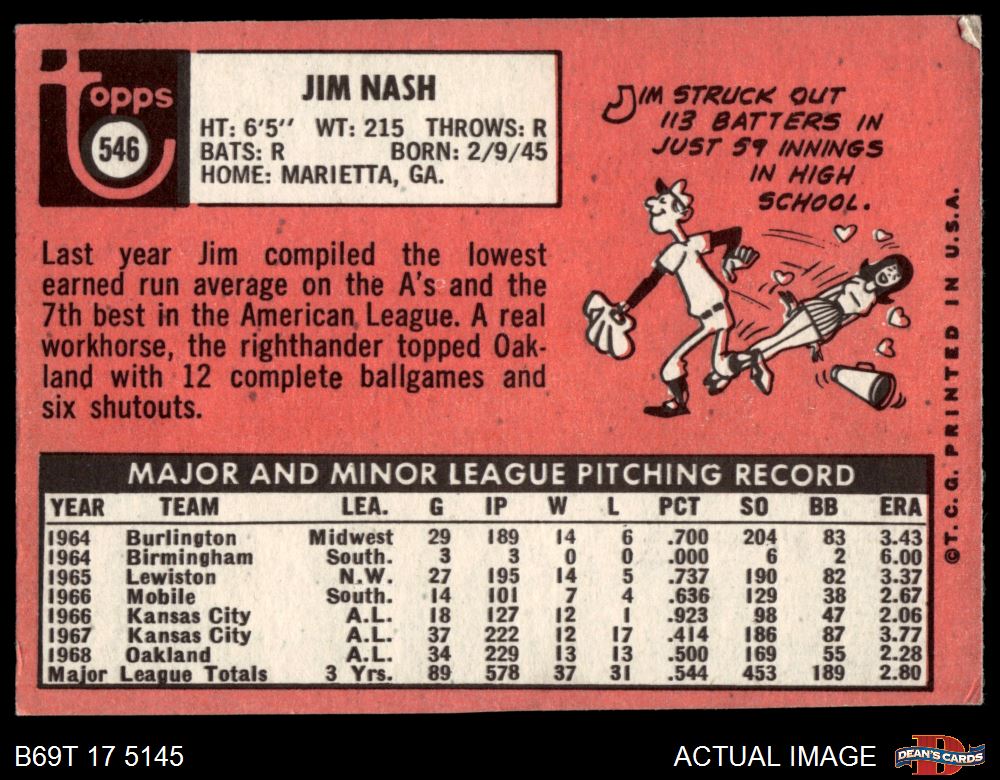 topps
546
JIM NASH
HT: 6'5'' WT: 215 THROWS: R
BATS: R BORN: 2/9/45
HOME: MARIETTA, GA.
JIM STRUCK OUT
113 BATTERS IN
JUST 59 INNINGS
IN HIGH
SCHOOL.
Last year Jim compiled the lowest
earned run average on the A's and the
7th best in the American League. A real
workhorse, the righthander topped Oak-
land with 12 complete ballgames and
six shutouts.
MAJOR AND MINOR LEAGUE PITCHING RECORD
YEAR TEAM LEA. G IP W L PCT SO BB ERA
1964 Burlington Midwest 29 189 14 6 .700 204 83 3.43
1964 Birmingham South. 3 3 0 0 .000 6 2 6.00
1965 Lewiston N.W. 27 195 14 5 .737 190 82 3.37
1966 Mobile South. 14 101 7 4 .636 129 38 2.67
1966 Kansas City A.L. 18 127 12 1 .923 98 47 2.06
1967 Kansas City A.L. 37 222 12 17 .414 186 87 3.77
1968 Oakland A.L. 34 229 13 13 .500 169 55 2.28
Major League Totals 3 Yrs. 89 578 37 31 .544 453 189 2.80
©T.C.G. PRINTED IN U.S.A.
B69T 17 5145
ACTUAL IMAGE
DEAN'S CARDS